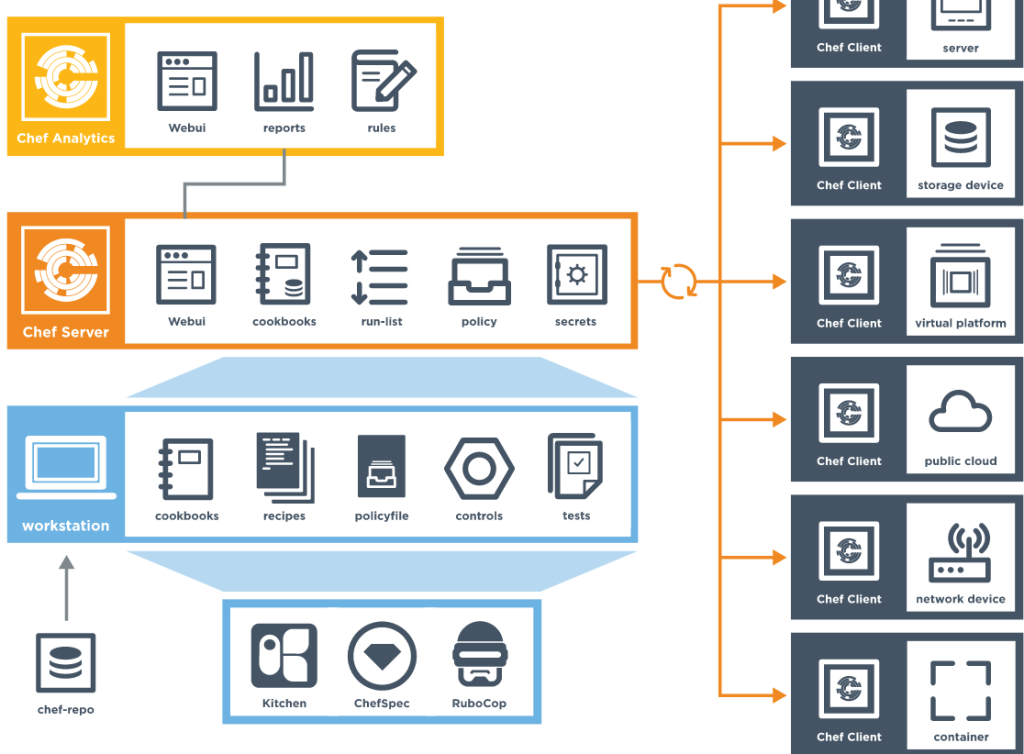 Chef Analytics
Webui
reports
rules
Chef Server
Webui
cookbooks
run-list
policy
secrets
workstation
cookbooks
recipes
policyfile
controls
tests
chef-repo
Kitchen
ChefSpec
RuboCop
Chef Client
server
Chef Client
storage device
Chef Client
virtual platform
Chef Client
public cloud
Chef Client
network device
Chef Client
container